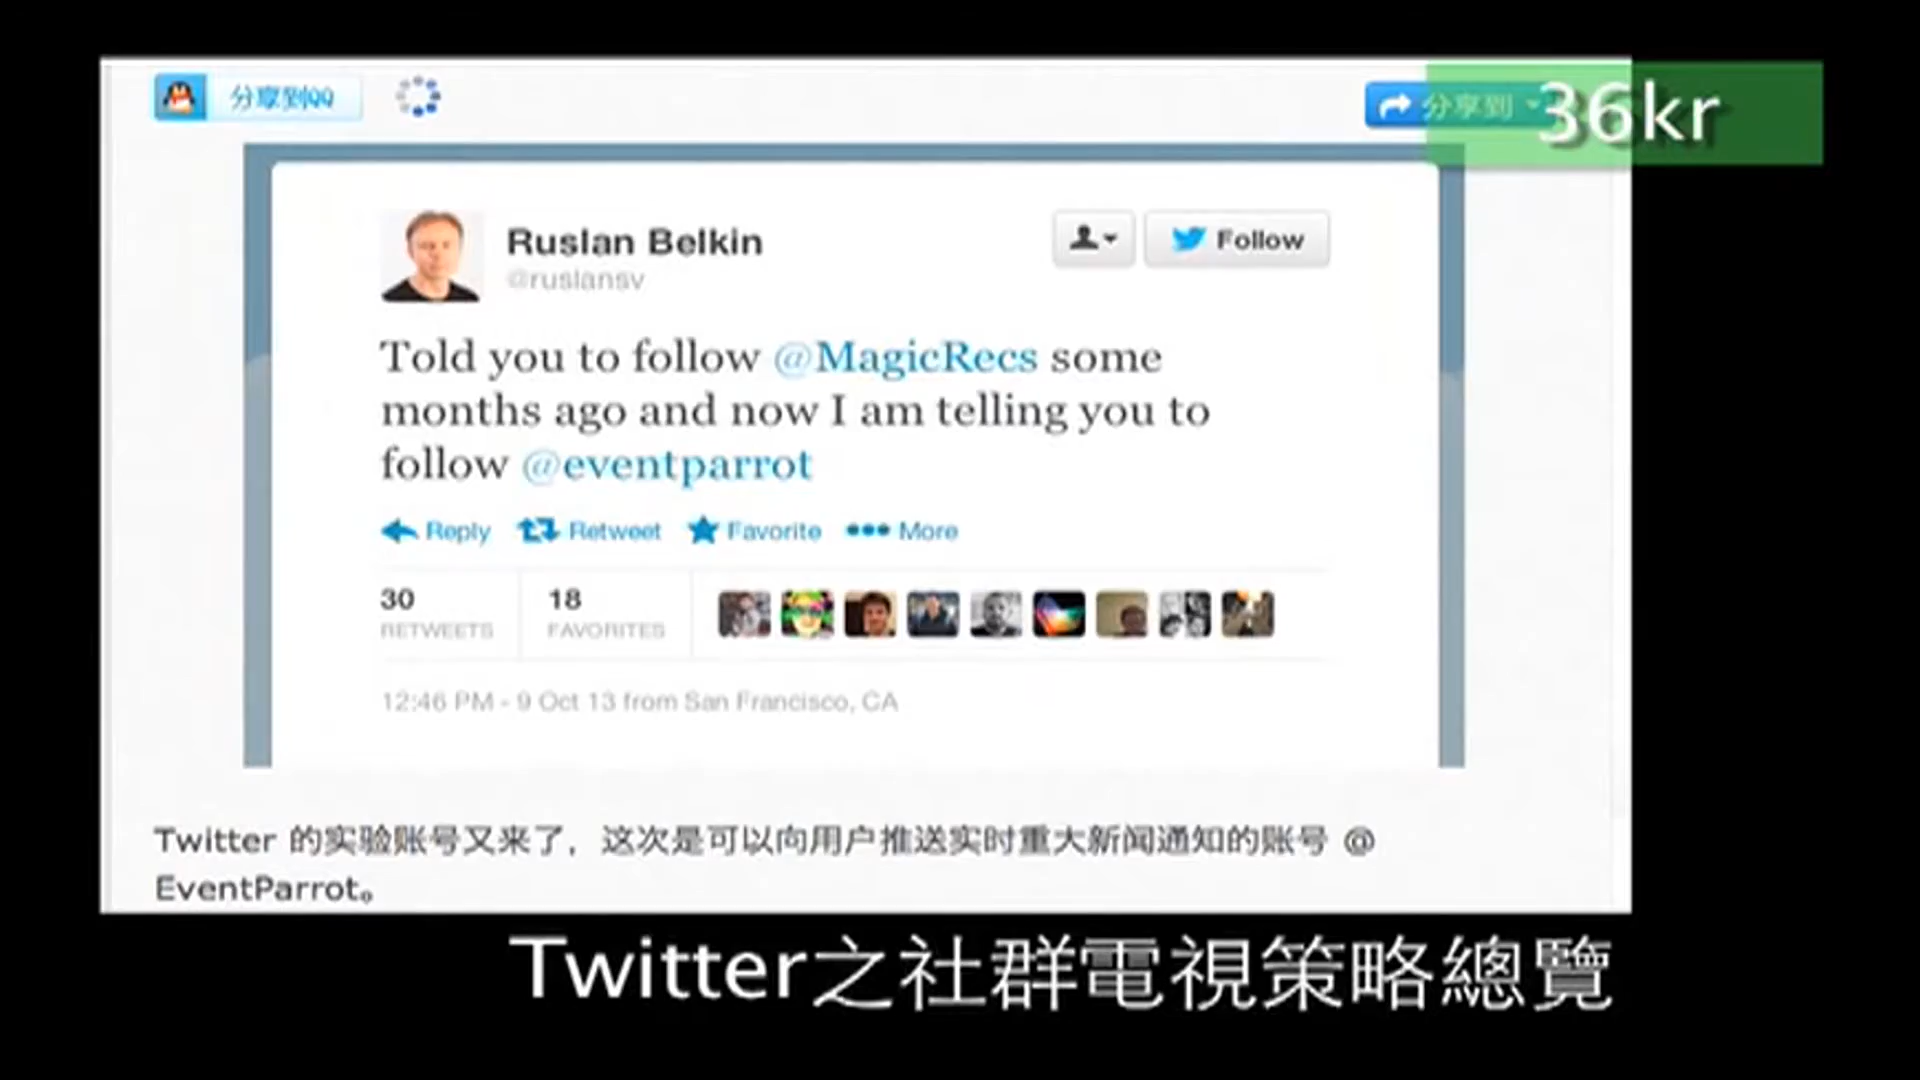 分享到QQ
分享到
36kr
Ruslan Belkin
@ruslansv
Follow
Told you to follow @MagicRecs some
months ago and now I am telling you to
follow @eventparrot
Reply Retweet Favorite More
30 18
RETWEETS FAVORITES
12:46 PM - 9 Oct 13 from San Francisco, CA
Twitter 的实验账号又来了，这次是可以向用户推送实时重大新闻通知的账号 @
EventParrot。
Twitter之社群電視策略總覽